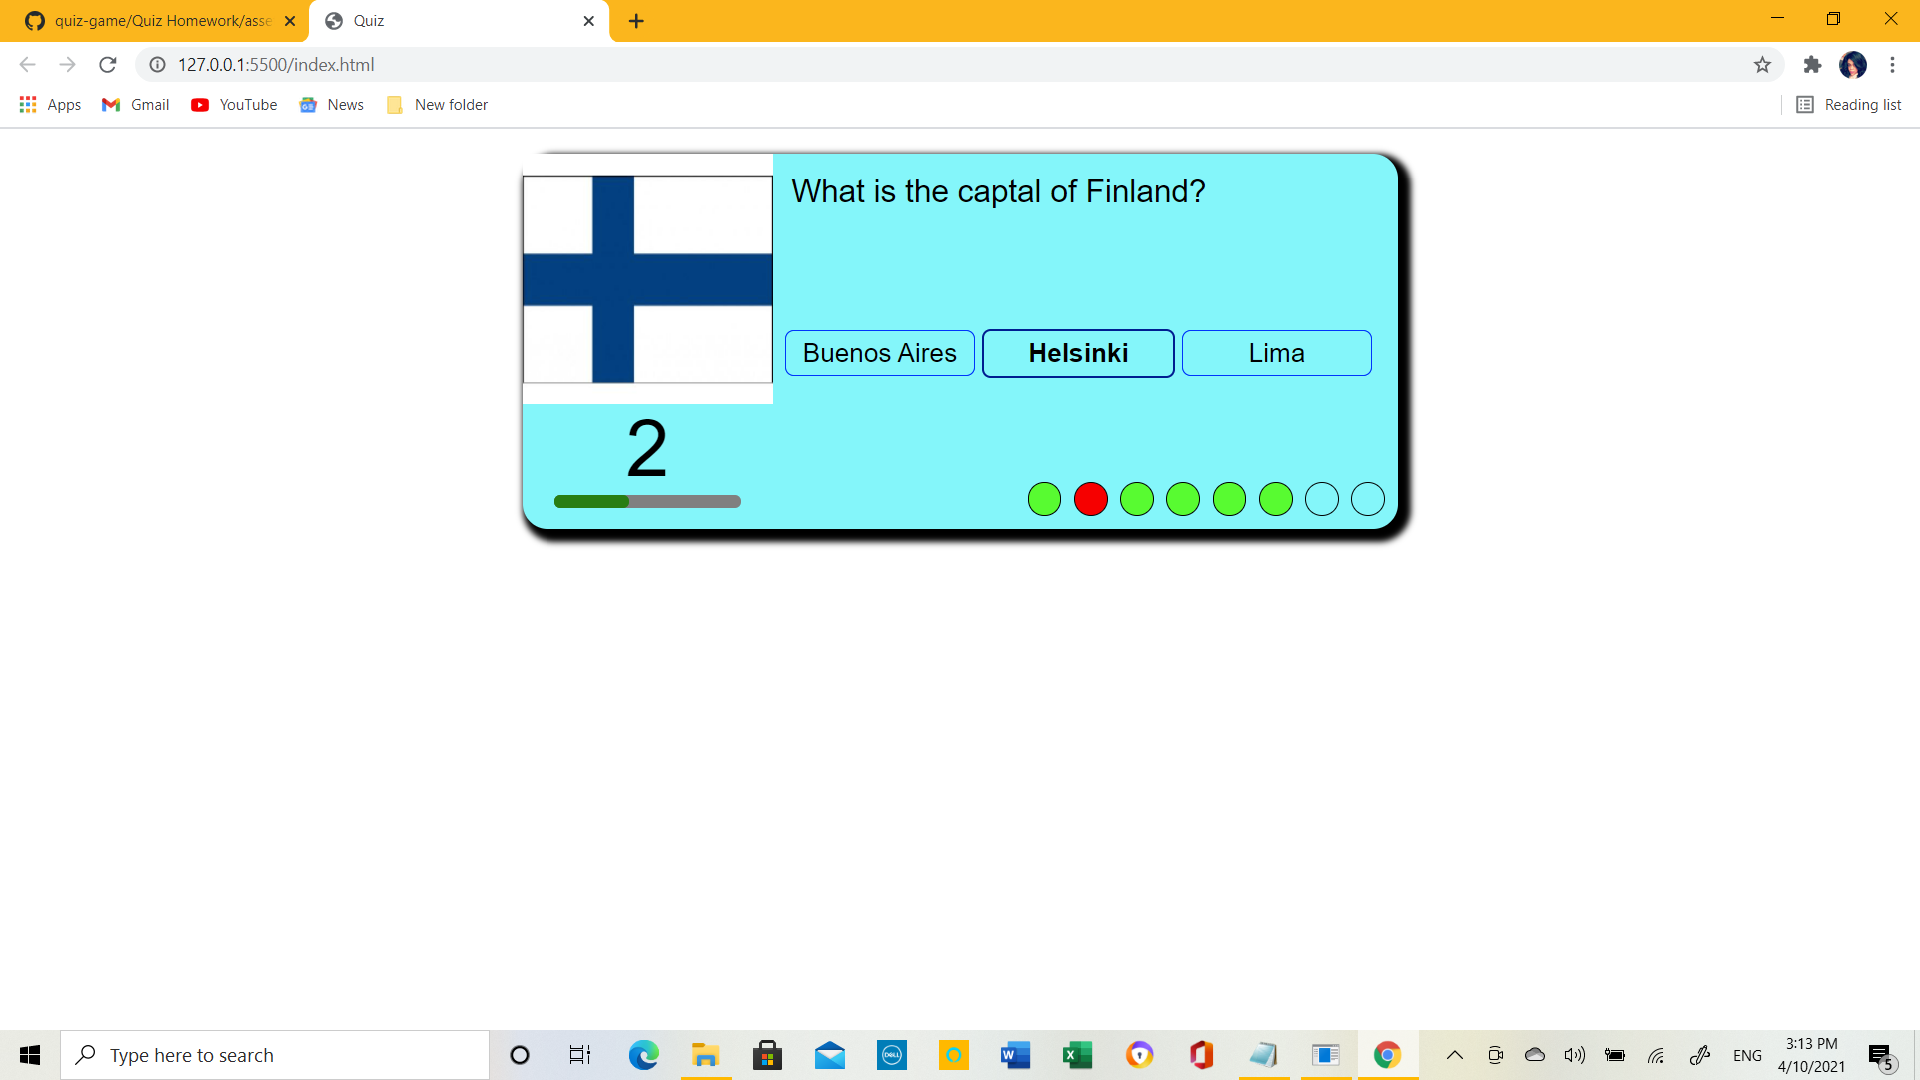 quiz-game/Quiz Homework/asse
Quiz
127.0.0.1:5500/index.html
Apps
Gmail
YouTube
News
New folder
Reading list
What is the captal of Finland?
Buenos Aires
Helsinki
Lima
2
Type here to search
DELL
ENG
3:13 PM
4/10/2021
5